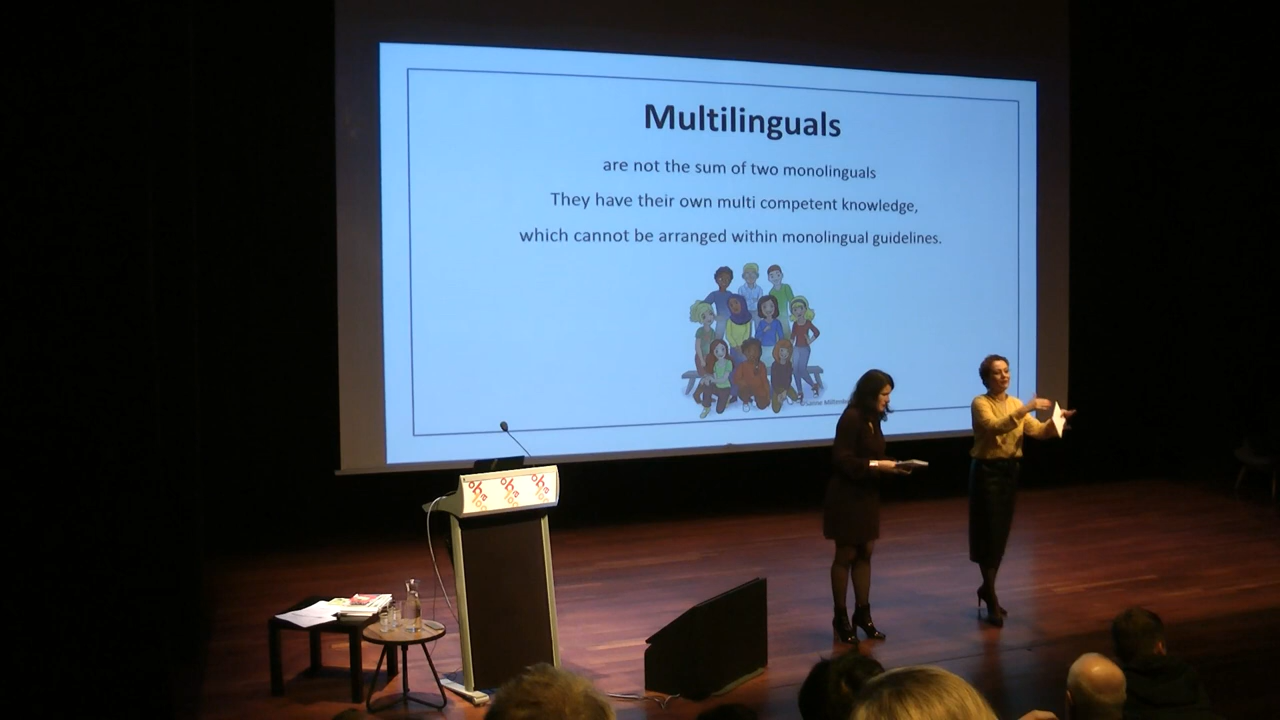 Multilinguals
are not the sum of two monolinguals
They have their own multi competent knowledge,
which cannot be arranged within monolingual guidelines.